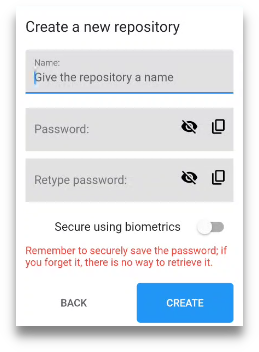 Create a new repository
Name:
Give the repository a name
Password:
Retype password:
Secure using biometrics
Remember to securely save the password; if
you forget it, there is no way to retrieve it.
BACK
CREATE